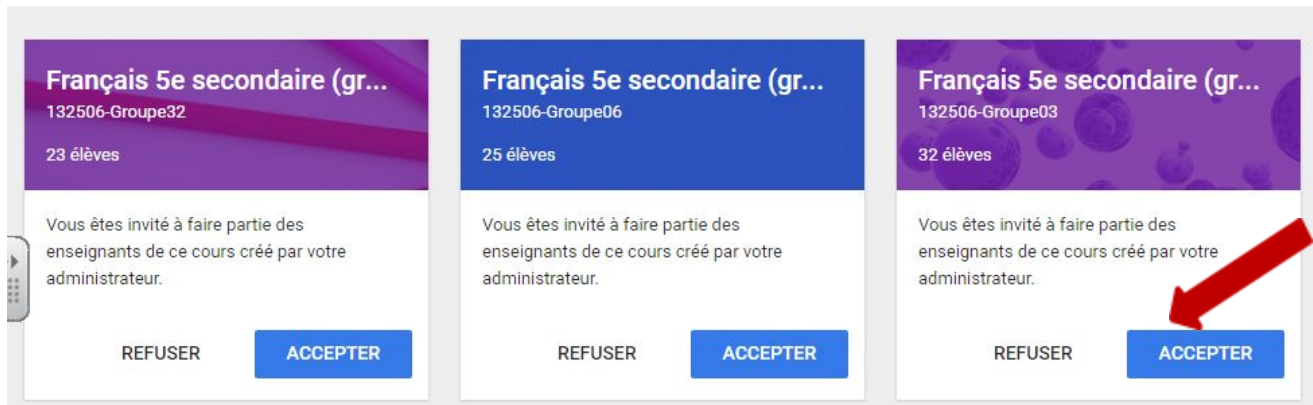 Français 5e secondaire (gr...
132506-Groupe32
23 élèves
Vous êtes invité à faire partie des
enseignants de ce cours créé par votre
administrateur.
REFUSER ACCEPTER
Français 5e secondaire (gr...
132506-Groupe06
25 élèves
Vous êtes invité à faire partie des
enseignants de ce cours créé par votre
administrateur.
REFUSER ACCEPTER
Français 5e secondaire (gr...
132506-Groupe03
32 élèves
Vous êtes invité à faire partie des
enseignants de ce cours créé par votre
administrateur.
REFUSER ACCEPTER